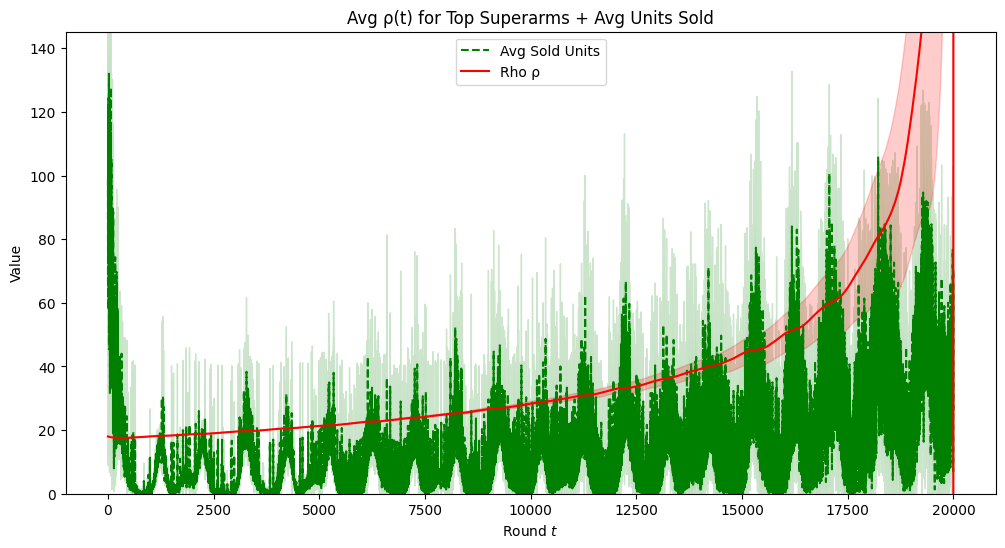 Avg ρ(t) for Top Superarms + Avg Units Sold
Avg Sold Units
Rho ρ
Value
140
120
100
80
60
40
20
0
0 2500 5000 7500 10000 12500 15000 17500 20000
Round t